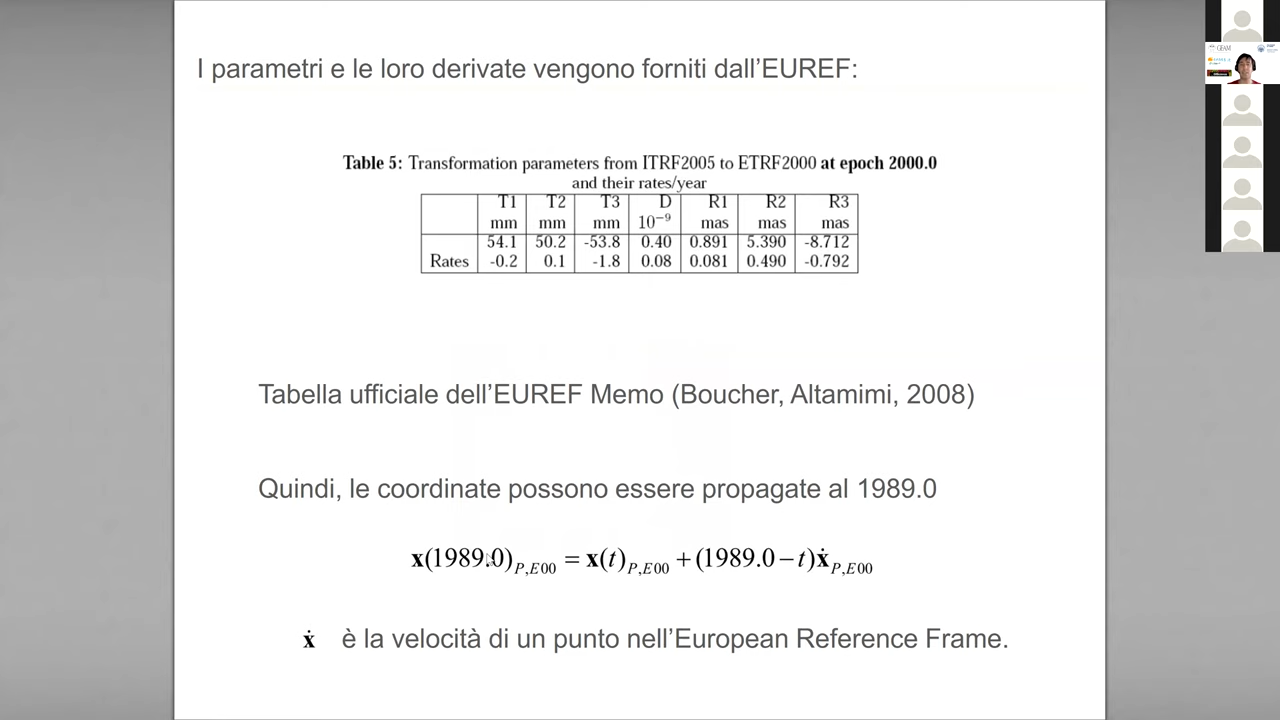 I parametri e le loro derivate vengono forniti dall'EUREF:
Table 5: Transformation parameters from ITRF2005 to ETRF2000 at epoch 2000.0
and their rates/year
T1 T2 T3 D R1 R2 R3
mm mm mm 10⁻⁹ mas mas mas
54.1 50.2 -53.8 0.40 0.891 5.390 -8.712
Rates -0.2 0.1 -1.8 0.08 0.081 0.490 -0.792
Tabella ufficiale dell'EUREF Memo (Boucher, Altamimi, 2008)
Quindi, le coordinate possono essere propagate al 1989.0
x(1989.0)P,E00 = x(t)P,E00 + (1989.0 − t)ẋP,E00
ẋ è la velocità di un punto nell'European Reference Frame.
GEAM